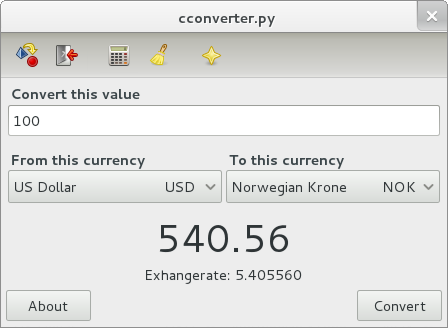 cconverter.py
Convert this value
100
From this currency To this currency
US Dollar USD Norwegian Krone NOK
540.56
Exhangerate: 5.405560
About Convert